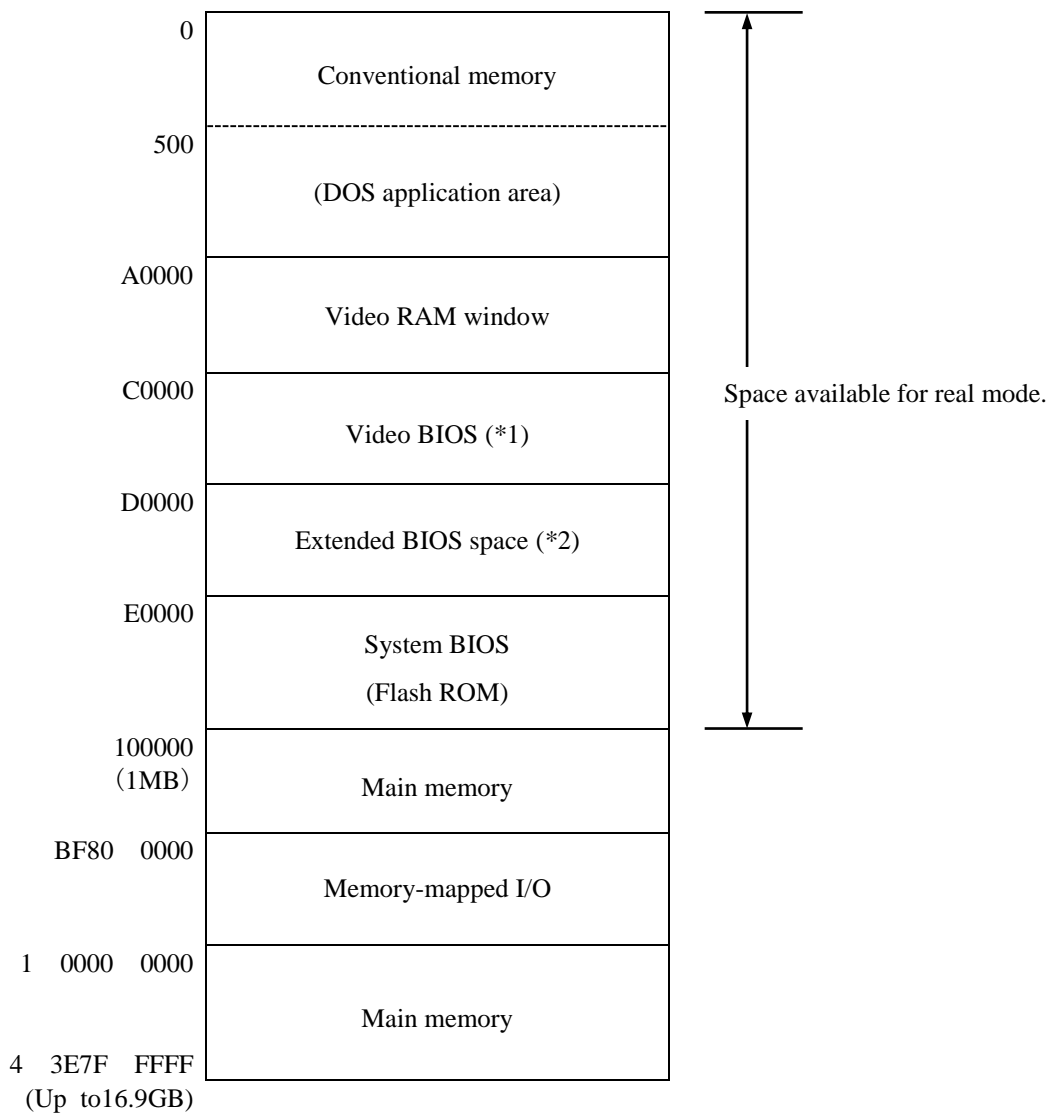 0
Conventional memory
500
(DOS application area)
A0000
Video RAM window
C0000
Video BIOS (*1)
Space available for real mode.
D0000
Extended BIOS space (*2)
E0000
System BIOS
(Flash ROM)
100000
（1MB）
Main memory
BF80 0000
Memory-mapped I/O
1 0000 0000
Main memory
4 3E7F FFFF
(Up to16.9GB)